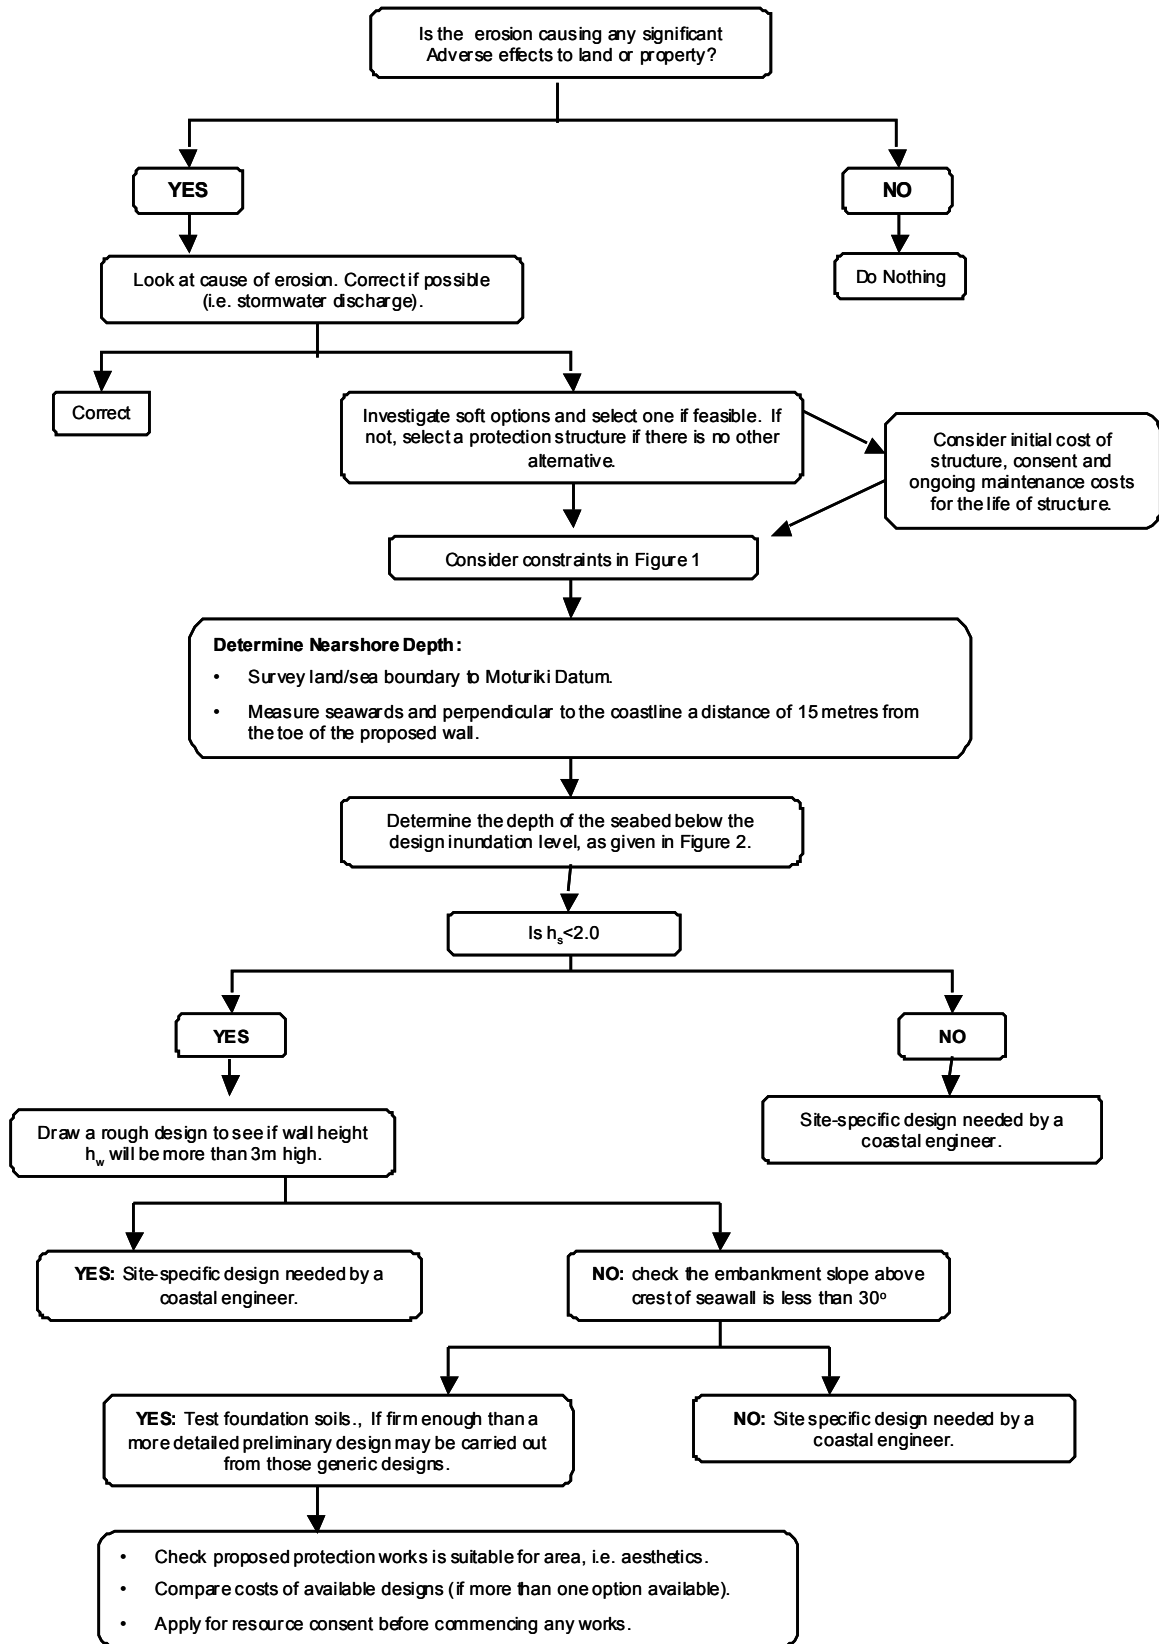 Is the erosion causing any significant
Adverse effects to land or property?
YES
NO
Look at cause of erosion. Correct if possible
(i.e. stormwater discharge).
Do Nothing
Correct
Investigate soft options and select one if feasible. If
not, select a protection structure if there is no other
alternative.
Consider initial cost of
structure, consent and
ongoing maintenance costs
for the life of structure.
Consider constraints in Figure 1
Determine Nearshore Depth:
• Survey land/sea boundary to Moturiki Datum.
• Measure seawards and perpendicular to the coastline a distance of 15 metres from
the toe of the proposed wall.
Determine the depth of the seabed below the
design inundation level, as given in Figure 2.
Is hs<2.0
YES
NO
Draw a rough design to see if wall height
hw will be more than 3m high.
Site-specific design needed by a
coastal engineer.
YES: Site-specific design needed by a
coastal engineer.
NO: check the embankment slope above
crest of seawall is less than 30º
YES: Test foundation soils., If firm enough than a
more detailed preliminary design may be carried out
from those generic designs.
NO: Site specific design needed by a
coastal engineer.
• Check proposed protection works is suitable for area, i.e. aesthetics.
• Compare costs of available designs (if more than one option available).
• Apply for resource consent before commencing any works.